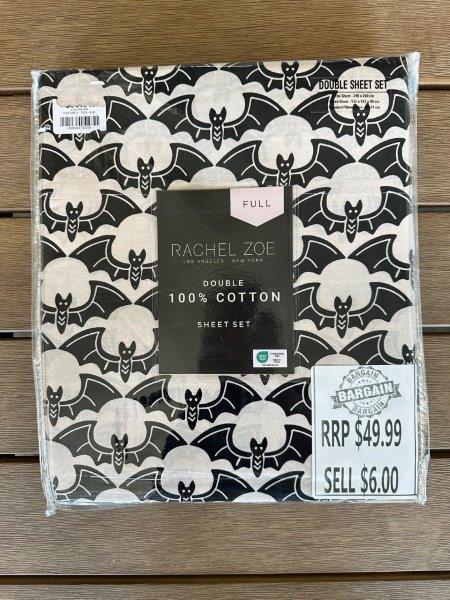 DOUBLE SHEET SET
FULL
RACHEL ZOE
LOS ANGELES NEW YORK
DOUBLE
100% COTTON
SHEET SET
BARGAIN
BARGAIN
BARGAIN
RRP $49.99
SELL $6.00